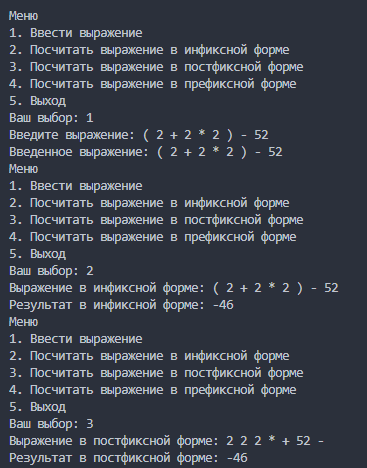 Меню
1. Ввести выражение
2. Посчитать выражение в инфиксной форме
3. Посчитать выражение в постфиксной форме
4. Посчитать выражение в префиксной форме
5. Выход
Ваш выбор: 1
Введите выражение: ( 2 + 2 * 2 ) - 52
Введенное выражение: ( 2 + 2 * 2 ) - 52
Меню
1. Ввести выражение
2. Посчитать выражение в инфиксной форме
3. Посчитать выражение в постфиксной форме
4. Посчитать выражение в префиксной форме
5. Выход
Ваш выбор: 2
Выражение в инфиксной форме: ( 2 + 2 * 2 ) - 52
Результат в инфиксной форме: -46
Меню
1. Ввести выражение
2. Посчитать выражение в инфиксной форме
3. Посчитать выражение в постфиксной форме
4. Посчитать выражение в префиксной форме
5. Выход
Ваш выбор: 3
Выражение в постфиксной форме: 2 2 2 * + 52 -
Результат в постфиксной форме: -46